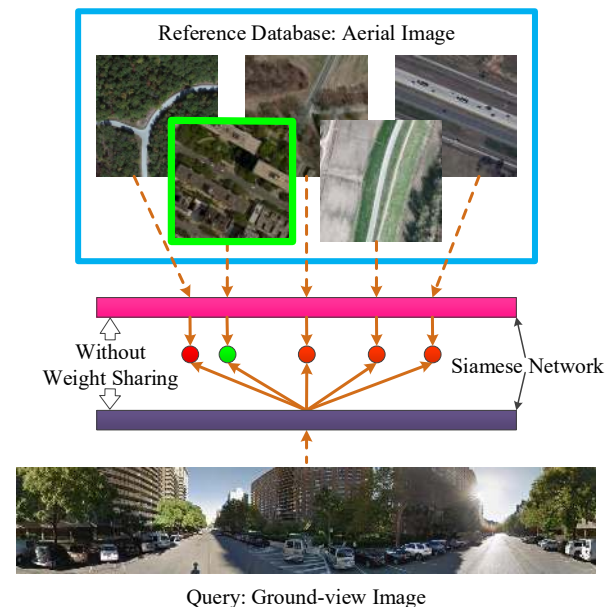 Reference Database: Aerial Image
Without
Weight Sharing
Siamese Network
Query: Ground-view Image